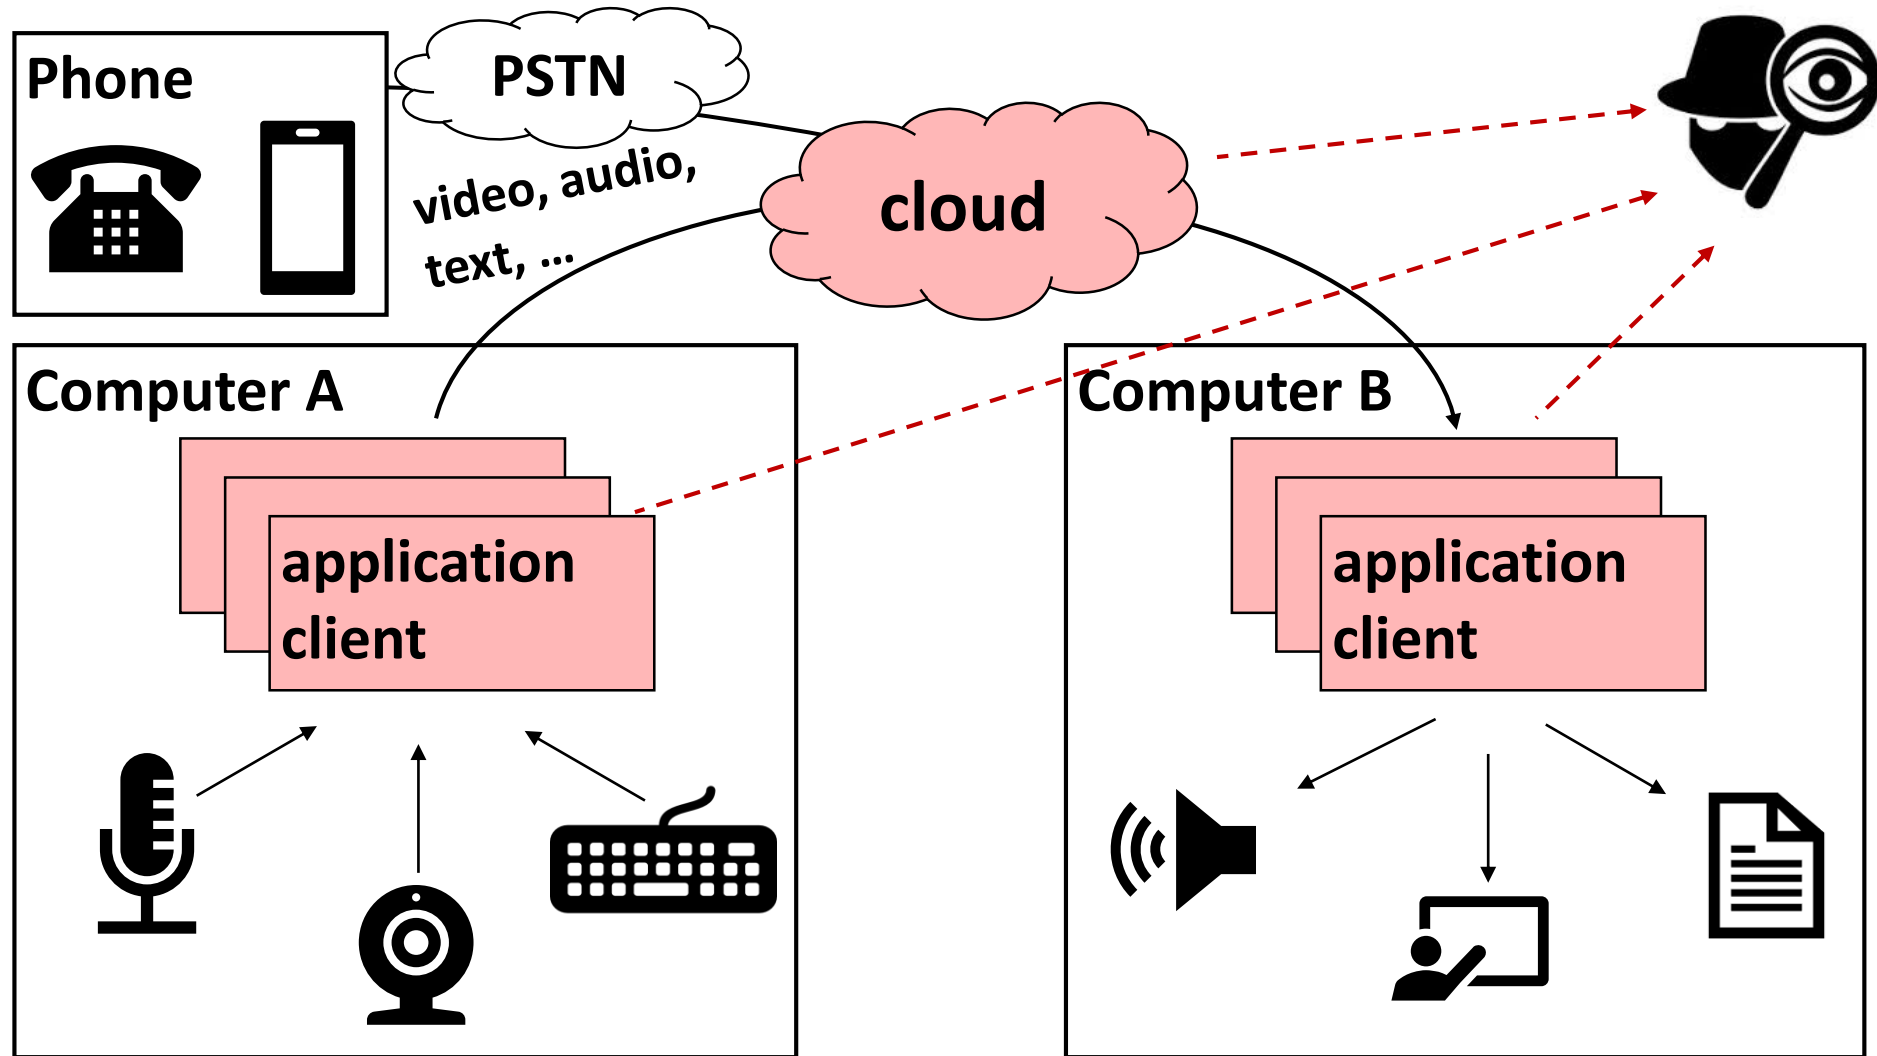 Phone
PSTN
video, audio,
text, ...
cloud
Computer A
application
client
Computer B
application
client